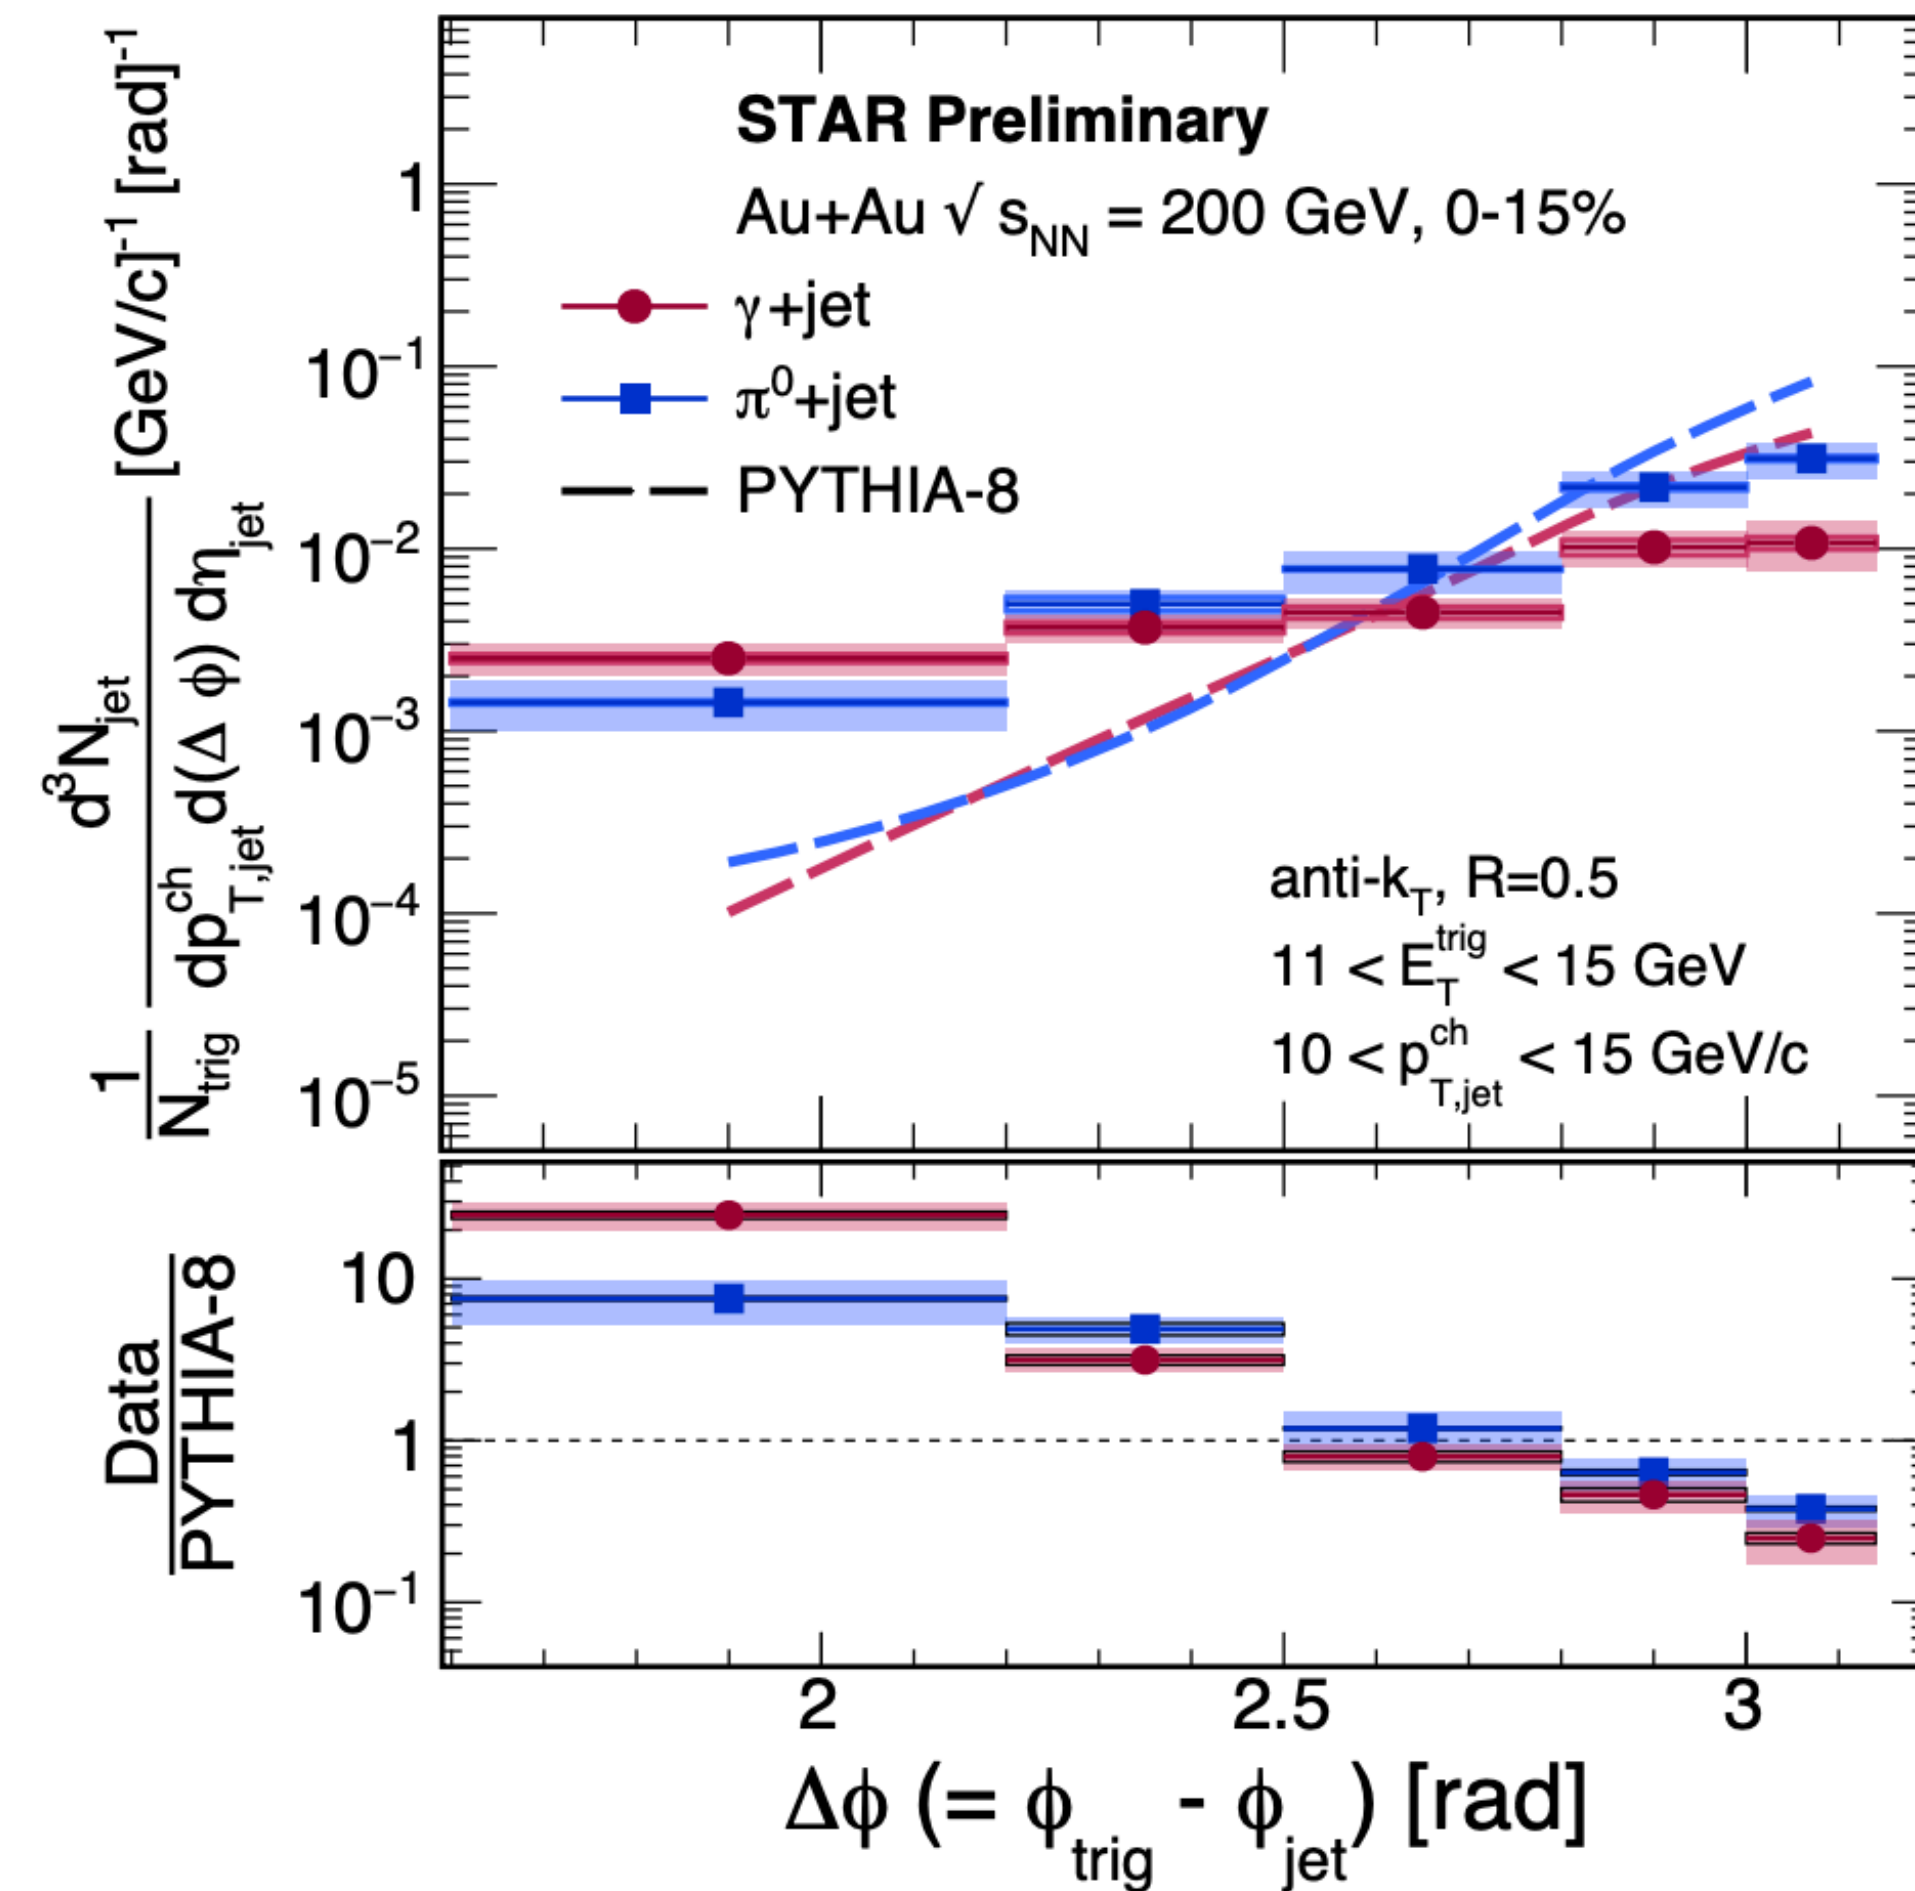 STAR Preliminary
Au+Au √ s_NN = 200 GeV, 0-15%
γ+jet
π⁰+jet
PYTHIA-8
anti-k_T, R=0.5
11 < E_T^trig < 15 GeV
10 < p_T,jet^ch < 15 GeV/c
1/N_trig d³N_jet/dp_T,jet^ch d(Δ φ) dη_jet [GeV/c]⁻¹ [rad]⁻¹
1
10⁻¹
10⁻²
10⁻³
10⁻⁴
10⁻⁵
Data
PYTHIA-8
10
1
10⁻¹
2 2.5 3
Δφ (= φ_trig - φ_jet) [rad]